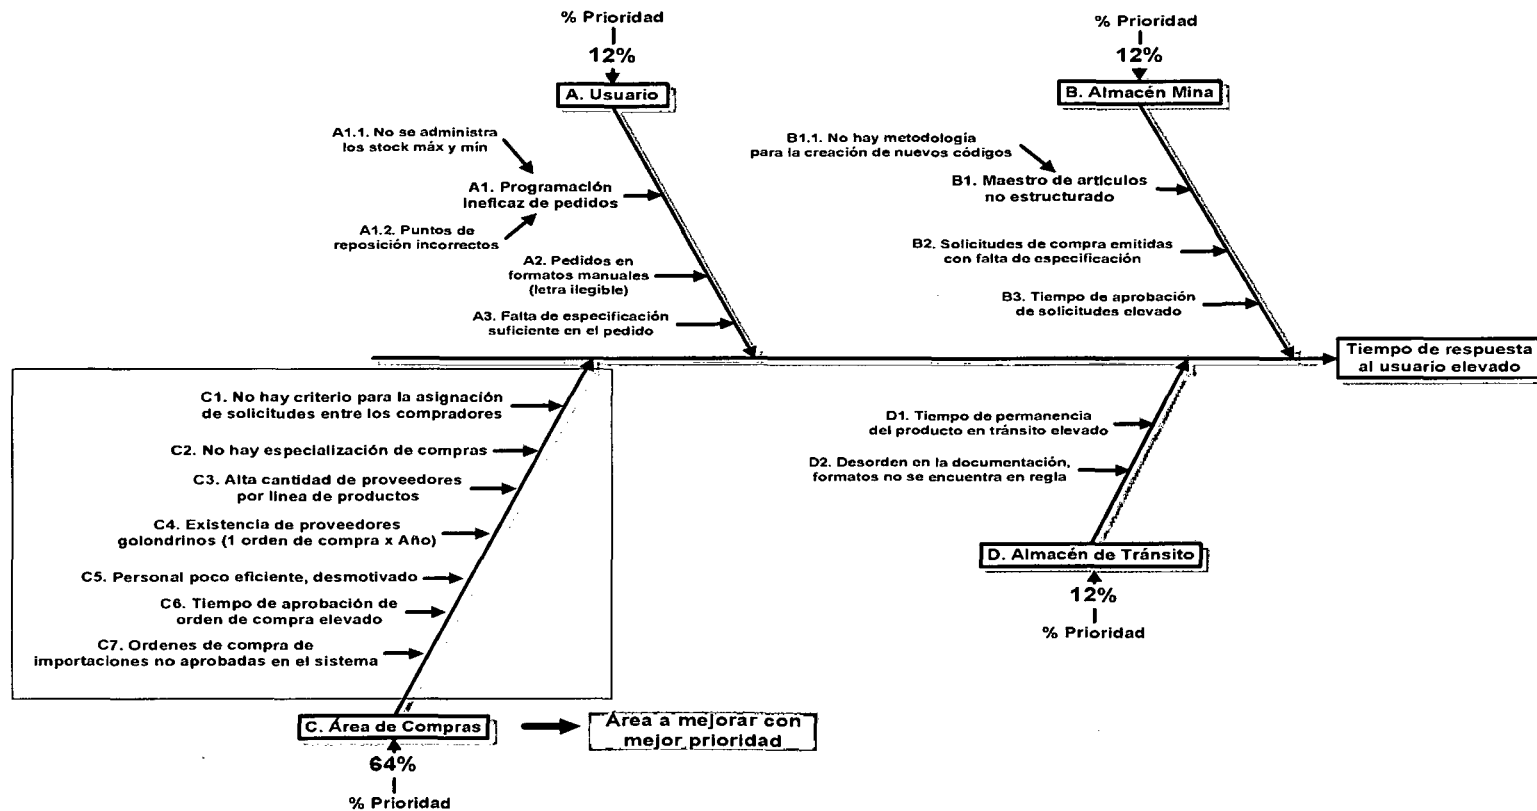 % Prioridad
12%
A. Usuario
A1.1. No se administra
los stock máx y mín
A1. Programación
Ineficaz de pedidos
A1.2. Puntos de
reposición incorrectos
A2. Pedidos en
formatos manuales
(letra ilegible)
A3. Falta de especificación
suficiente en el pedido
% Prioridad
12%
B. Almacén Mina
B1.1. No hay metodología
para la creación de nuevos códigos
B1. Maestro de articulos
no estructurado
B2. Solicitudes de compra emitidas
con falta de especificación
B3. Tiempo de aprobación
de solicitudes elevado
Tiempo de respuesta
al usuario elevado
C1. No hay criterio para la asignación
de solicitudes entre los compradores
C2. No hay especialización de compras
C3. Alta cantidad de proveedores
por línea de productos
C4. Existencia de proveedores
golondrinos (1 orden de compra x Año)
C5. Personal poco eficiente, desmotivado
C6. Tiempo de aprobación de
orden de compra elevado
C7. Ordenes de compra de
importaciones no aprobadas en el sistema
C. Área de Compras
64%
% Prioridad
Área a mejorar con
mejor prioridad
D1. Tiempo de permanencia
del producto en tránsito elevado
D2. Desorden en la documentación,
formatos no se encuentra en regla
D. Almacén de Tránsito
12%
% Prioridad